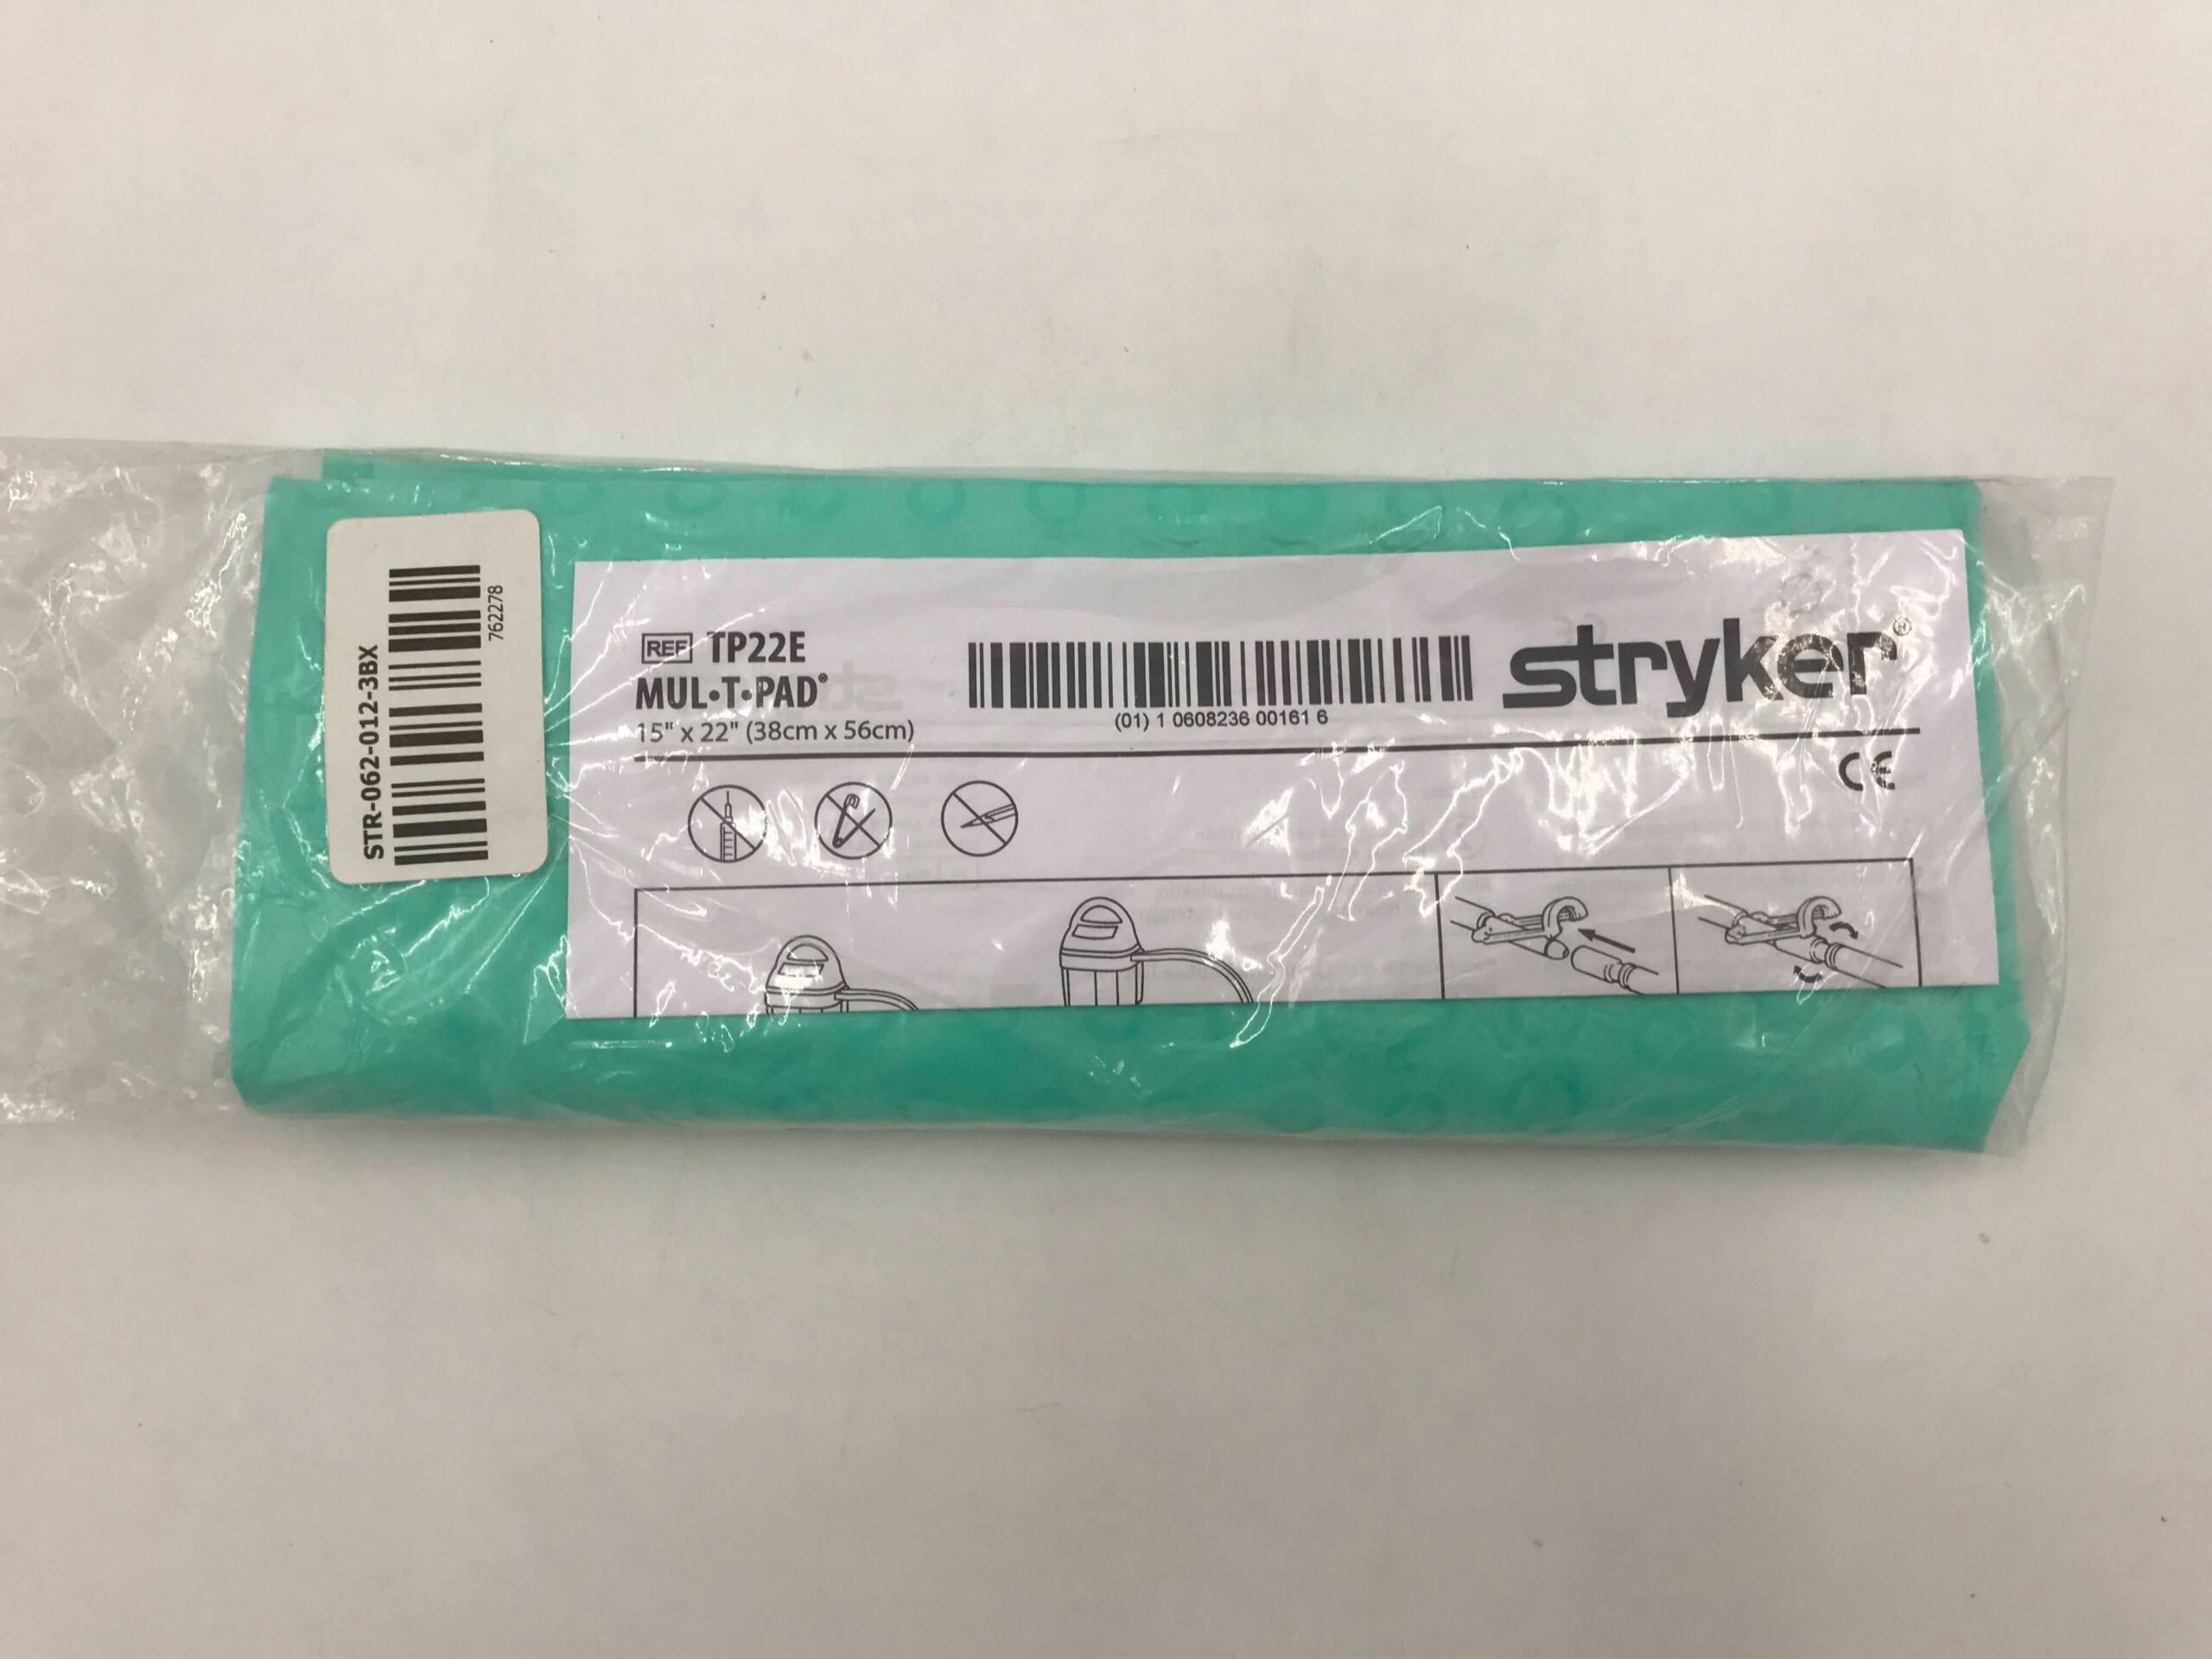 STR-062-012-3BX
762278
REF TP22E
MUL•T•PAD®
15" x 22" (38cm x 56cm)
(01) 1 0608236 00161 6
stryker®
CE